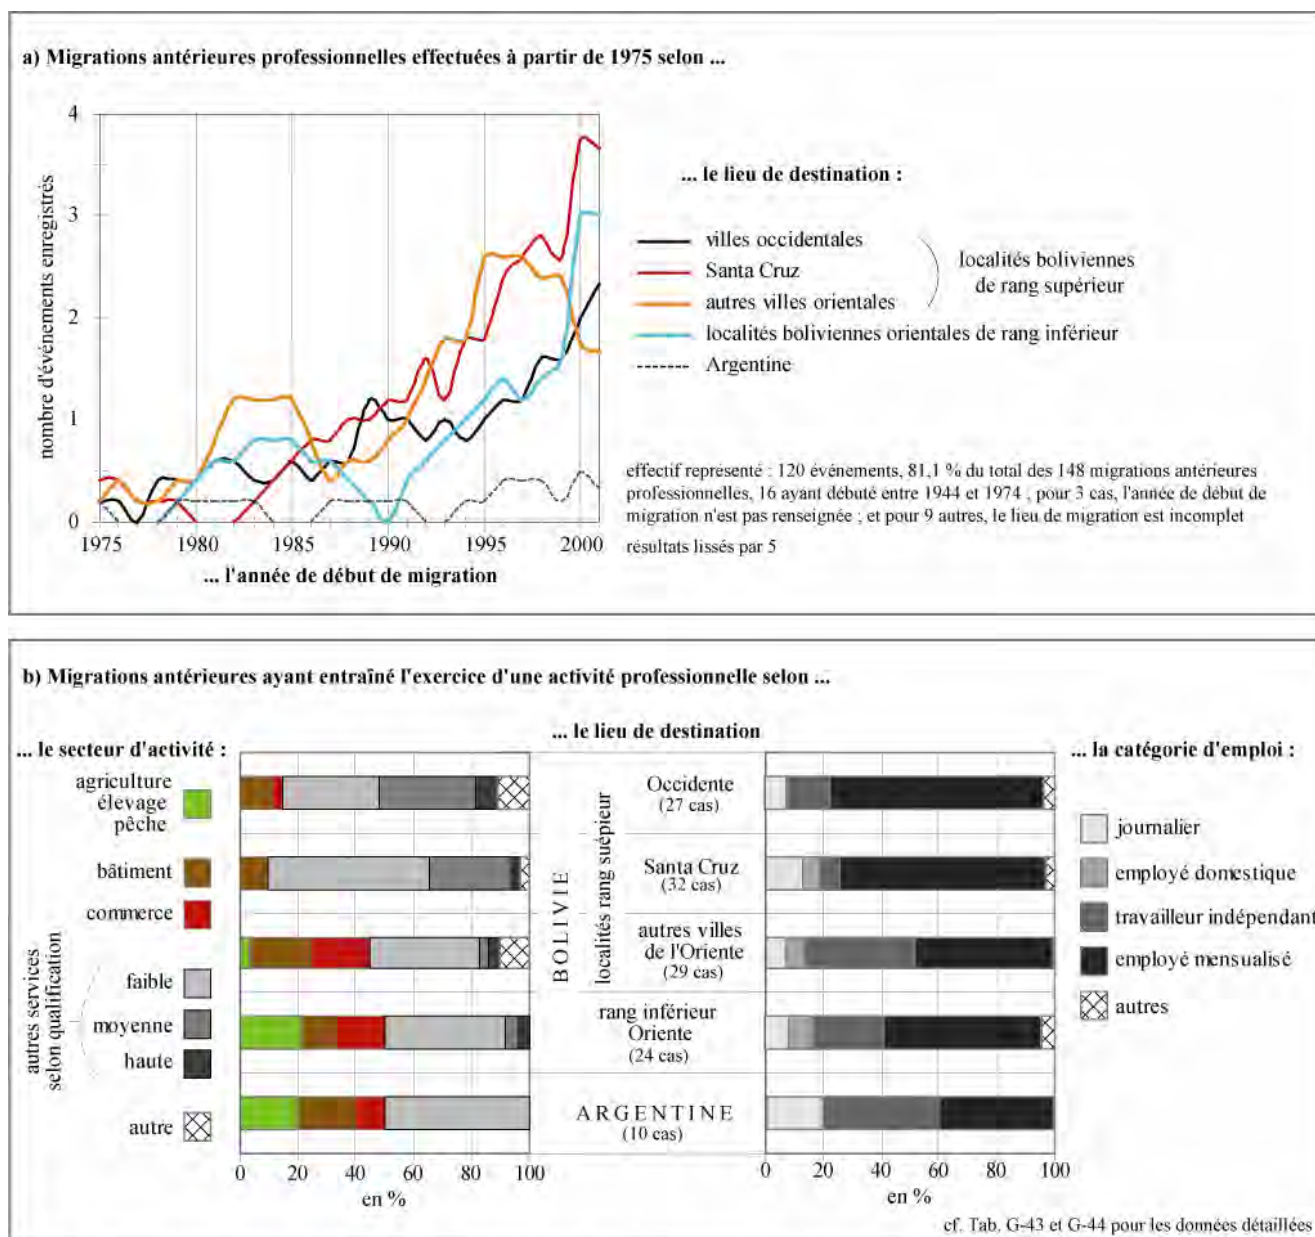 a) Migrations antérieures professionnelles effectuées à partir de 1975 selon ...
nombre d'événements enregistrés
4
3
2
1
0
1975 1980 1985 1990 1995 2000
... l'année de début de migration
... le lieu de destination :
villes occidentales
Santa Cruz
autres villes orientales
localités boliviennes
de rang supérieur
localités boliviennes orientales de rang inférieur
Argentine
effectif représenté : 120 événements, 81,1 % du total des 148 migrations antérieures
professionnelles, 16 ayant débuté entre 1944 et 1974 ; pour 3 cas, l'année de début de
migration n'est pas renseignée ; et pour 9 autres, le lieu de migration est incomplet
résultats lissés par 5
b) Migrations antérieures ayant entraîné l'exercice d'une activité professionnelle selon ...
... le lieu de destination
... le secteur d'activité :
agriculture
élevage
pêche
bâtiment
commerce
autres services
selon qualification
faible
moyenne
haute
autre
0 20 40 60 80 100
en %
BOLIVIE
localités rang suépieur
Occidente
(27 cas)
Santa Cruz
(32 cas)
autres villes
de l'Oriente
(29 cas)
rang inférieur
Oriente
(24 cas)
ARGENTINE
(10 cas)
0 20 40 60 80 100
en %
... la catégorie d'emploi :
journalier
employé domestique
travailleur indépendant
employé mensualisé
autres
cf. Tab. G-43 et G-44 pour les données détaillées